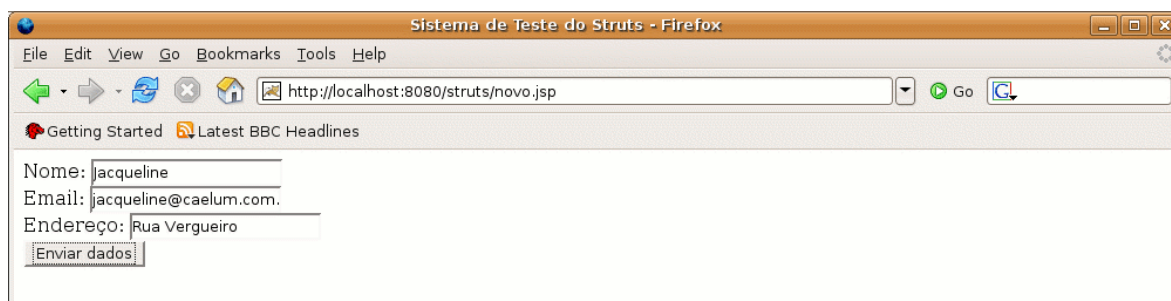 Sistema de Teste do Struts - Firefox
File Edit View Go Bookmarks Tools Help
http://localhost:8080/struts/novo.jsp Go G
Getting Started Latest BBC Headlines
Nome: Jacqueline
Email: jacqueline@caelum.com.
Endereço: Rua Vergueiro
Enviar dados